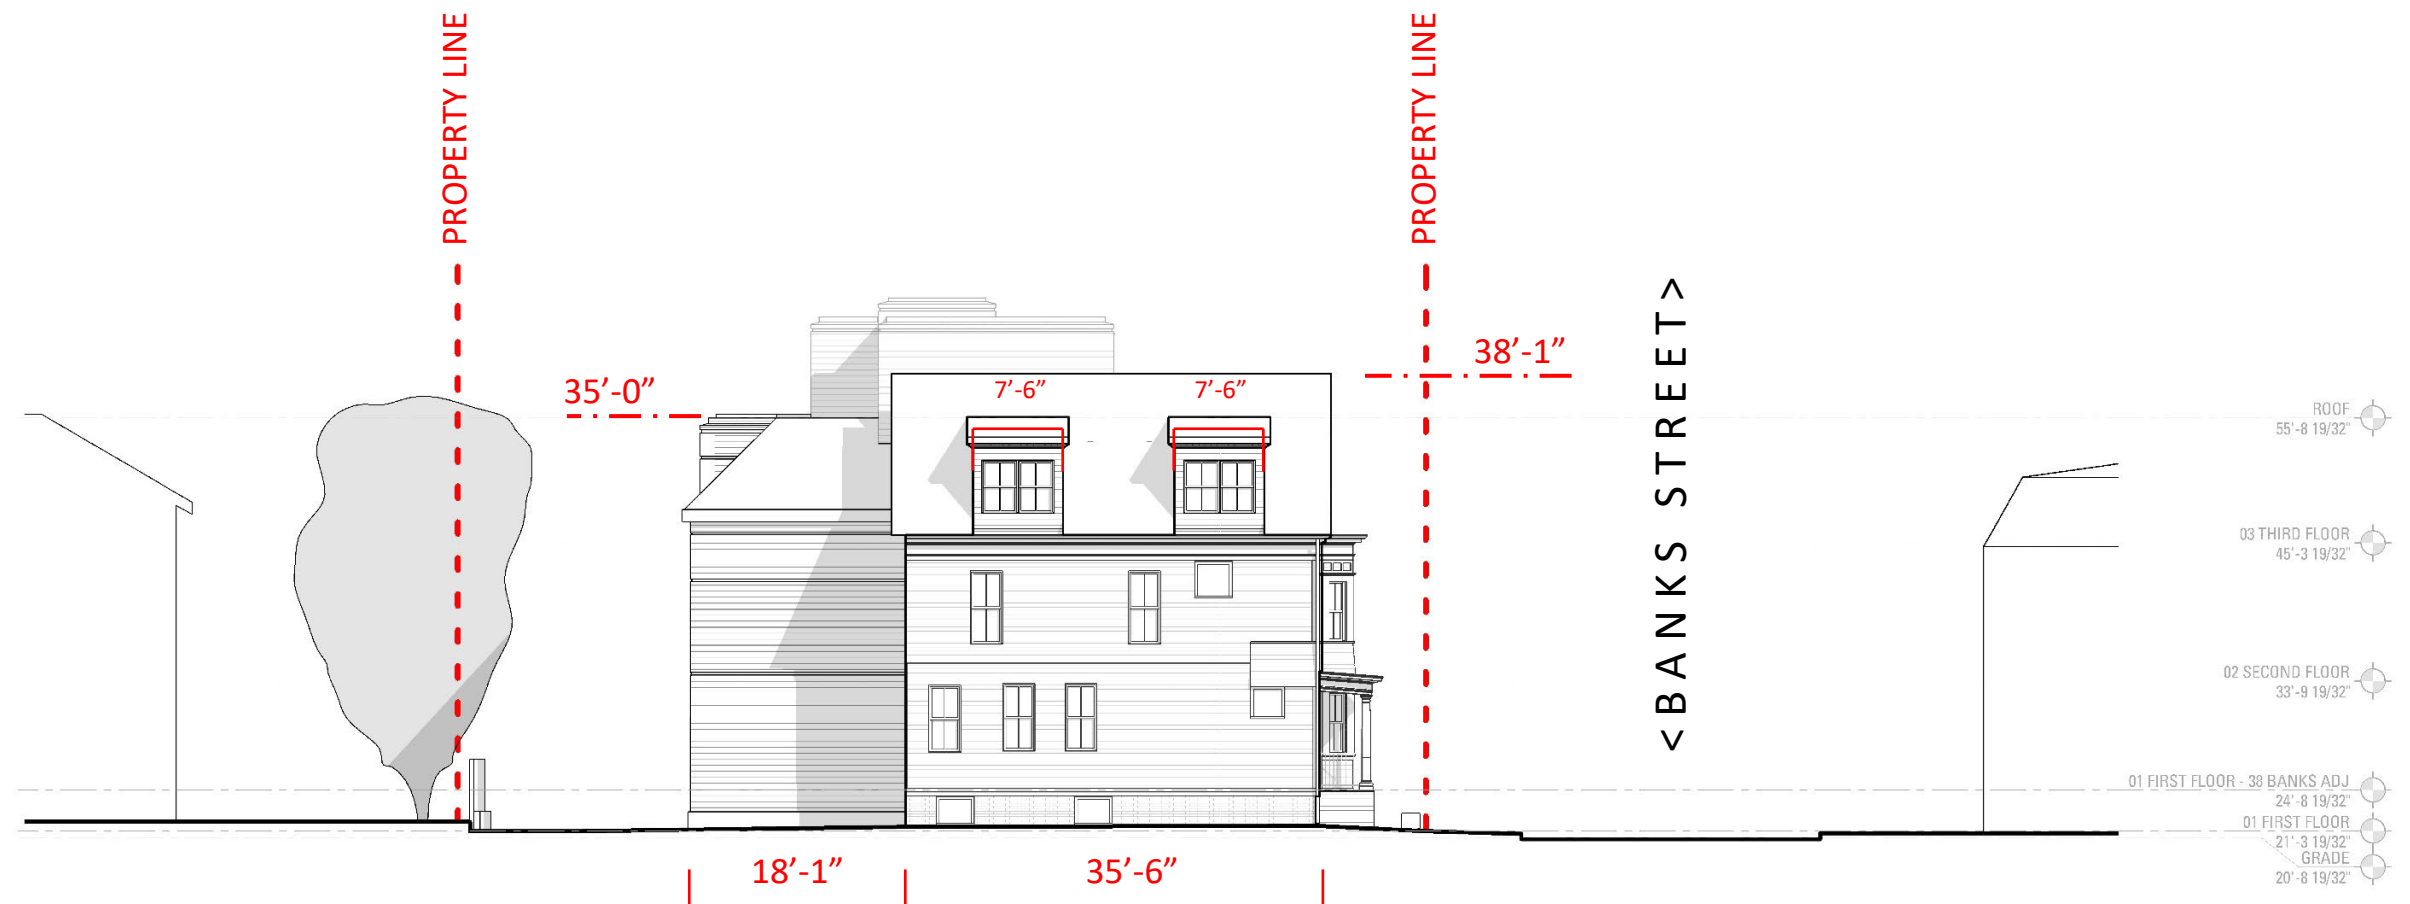 PROPERTY LINE
PROPERTY LINE
<BANKS STREET>
38’-1”
35’-0”
7’-6”
7’-6”
ROOF
55'-8 19/32"
03 THIRD FLOOR
45'-3 19/32"
02 SECOND FLOOR
33'-9 19/32"
01 FIRST FLOOR - 38 BANKS ADJ
24'-8 19/32"
01 FIRST FLOOR
21'-3 19/32"
GRADE
20'-8 19/32"
18’-1”
35’-6”